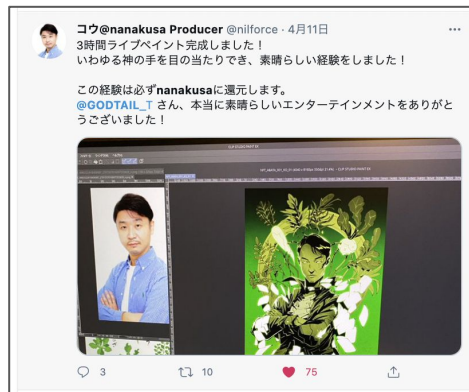 コウ@nanakusa Producer @nilforce · 4月11日
3時間ライブペイント完成しました！
いわゆる神の手を目の当たりでき、素晴らしい経験をしました！
この経験は必ずnanakusaに還元します。
@GODTAIL_T さん、本当に素晴らしいエンターテインメントをありがと
うございました！
3
10
75